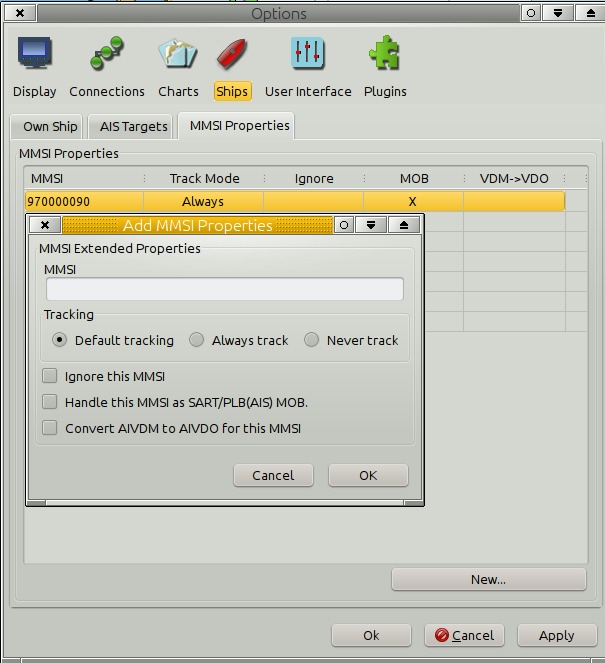 Options
Display Connections Charts Ships User Interface Plugins
Own Ship AIS Targets MMSI Properties
MMSI Properties
MMSI Track Mode Ignore MOB VDM->VDO
970000090 Always X
Add MMSI Properties
MMSI Extended Properties
MMSI
Tracking
Default tracking Always track Never track
Ignore this MMSI
Handle this MMSI as SART/PLB(AIS) MOB.
Convert AIVDM to AIVDO for this MMSI
Cancel OK
New...
Ok Cancel Apply